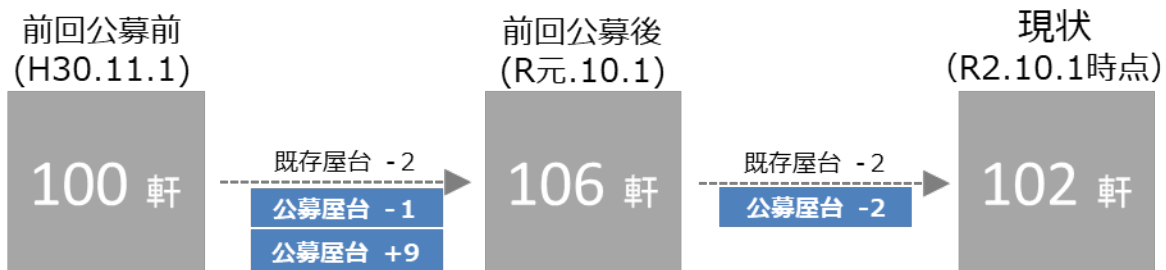 前回公募前
(H30.11.1)
100 軒
既存屋台 -2
公募屋台 -1
公募屋台 +9
前回公募後
(R元.10.1)
106 軒
既存屋台 -2
公募屋台 -2
現状
(R2.10.1時点)
102 軒